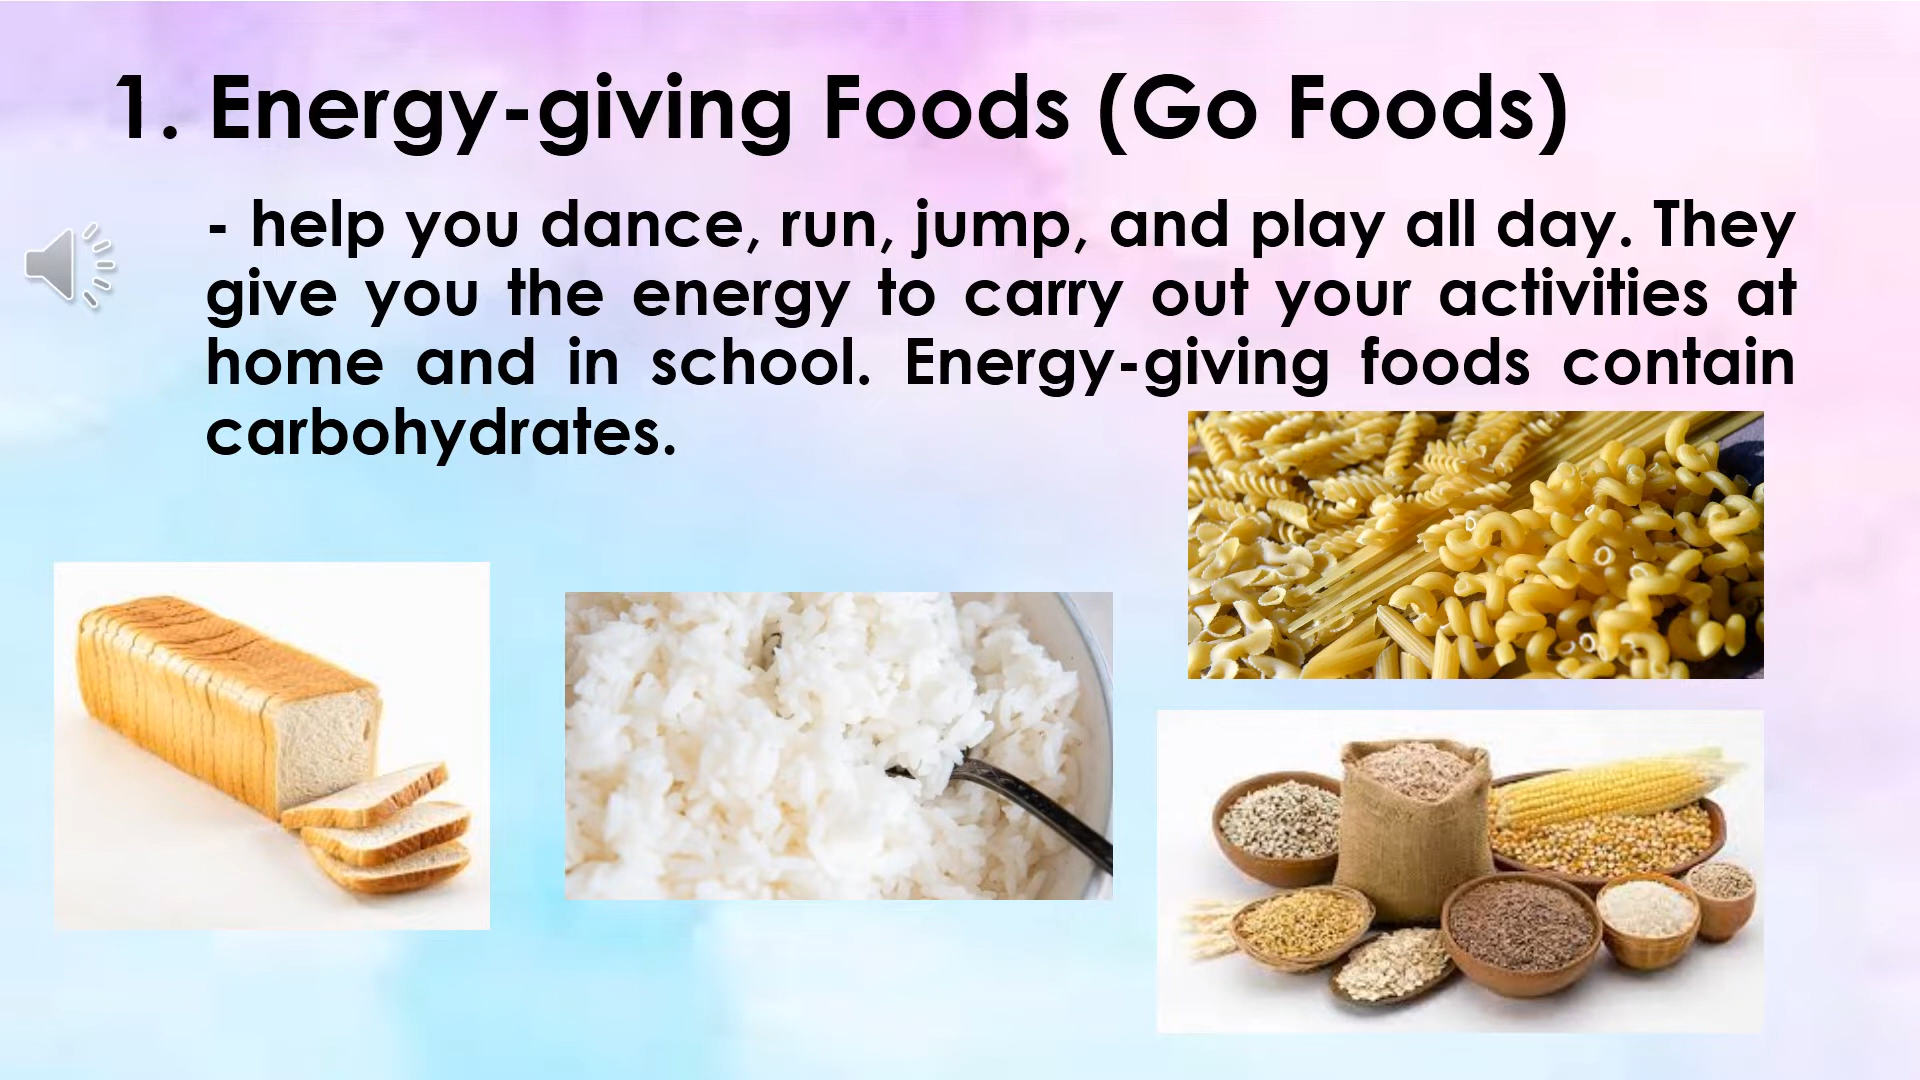 1. Energy-giving Foods (Go Foods)
- help you dance, run, jump, and play all day. They
give you the energy to carry out your activities at
home and in school. Energy-giving foods contain
carbohydrates.